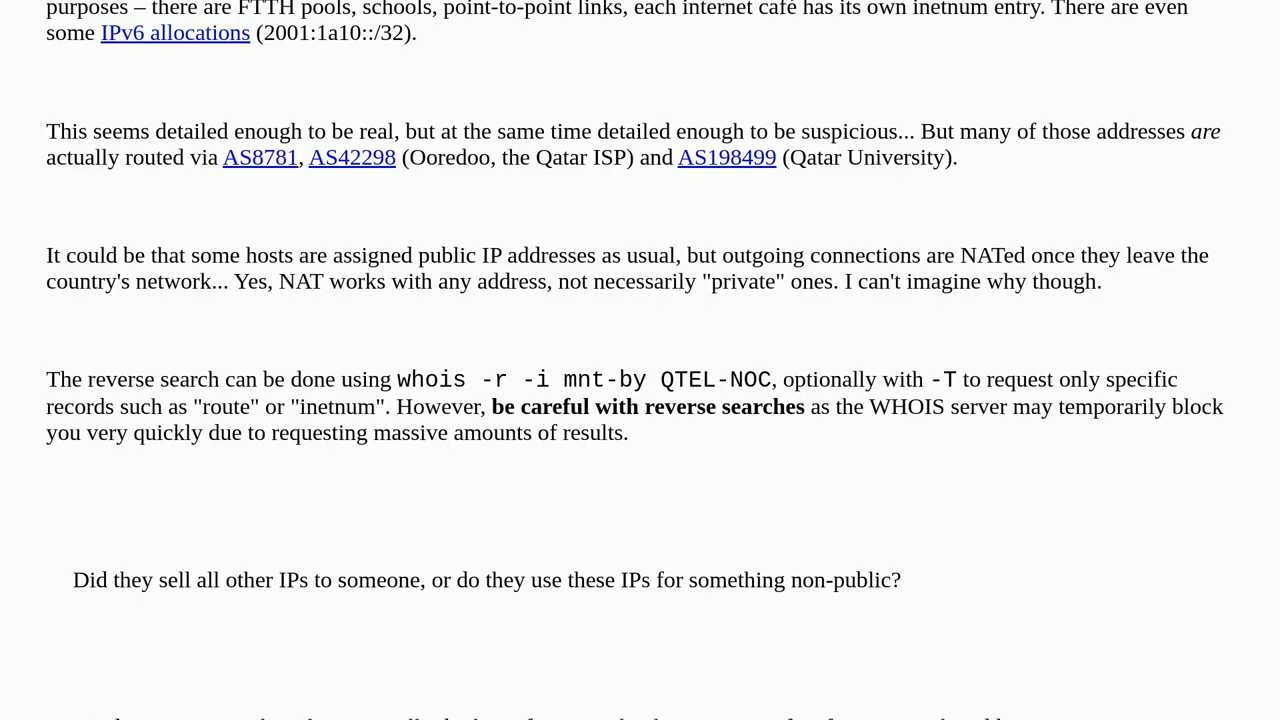 purposes – there are FTTH pools, schools, point-to-point links, each internet café has its own inetnum entry. There are even
some IPv6 allocations (2001:1a10::/32).
This seems detailed enough to be real, but at the same time detailed enough to be suspicious... But many of those addresses are
actually routed via AS8781, AS42298 (Ooredoo, the Qatar ISP) and AS198499 (Qatar University).
It could be that some hosts are assigned public IP addresses as usual, but outgoing connections are NATed once they leave the
country's network... Yes, NAT works with any address, not necessarily "private" ones. I can't imagine why though.
The reverse search can be done using whois -r -i mnt-by QTEL-NOC, optionally with -T to request only specific
records such as "route" or "inetnum". However, be careful with reverse searches as the WHOIS server may temporarily block
you very quickly due to requesting massive amounts of results.
Did they sell all other IPs to someone, or do they use these IPs for something non-public?